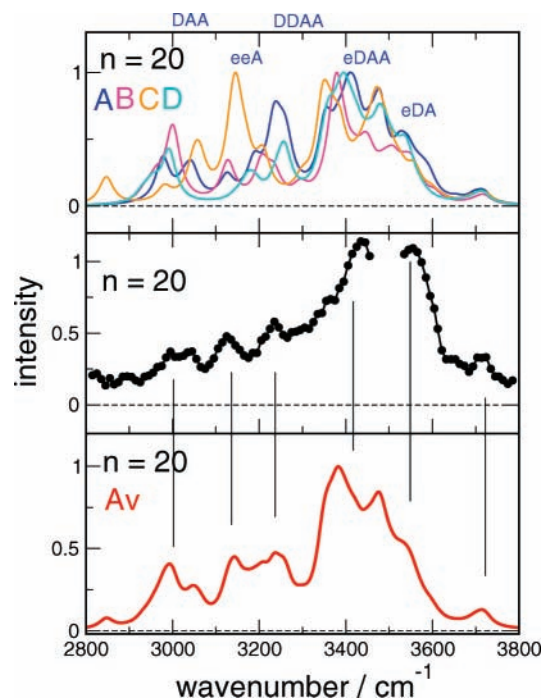 DAA DDAA
n = 20 eeA eDAA
ABCD eDA
1
0
n = 20
1
0.5
0
intensity
n = 20
Av
1
0.5
0
2800 3000 3200 3400 3600 3800
wavenumber / cm⁻¹